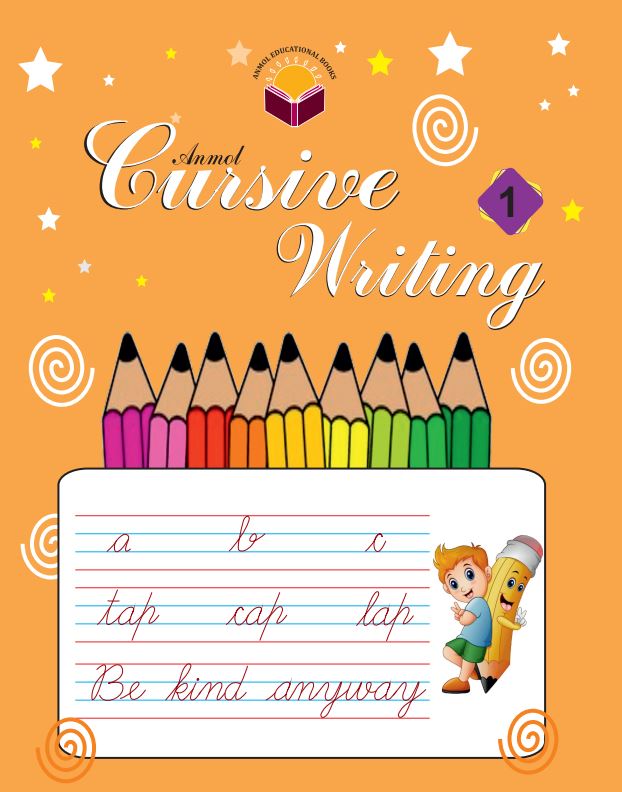 ANMOL EDUCATIONAL BOOKS
Anmol
Cursive
1
Writing
a b c
tap cap lap
Be kind anyway